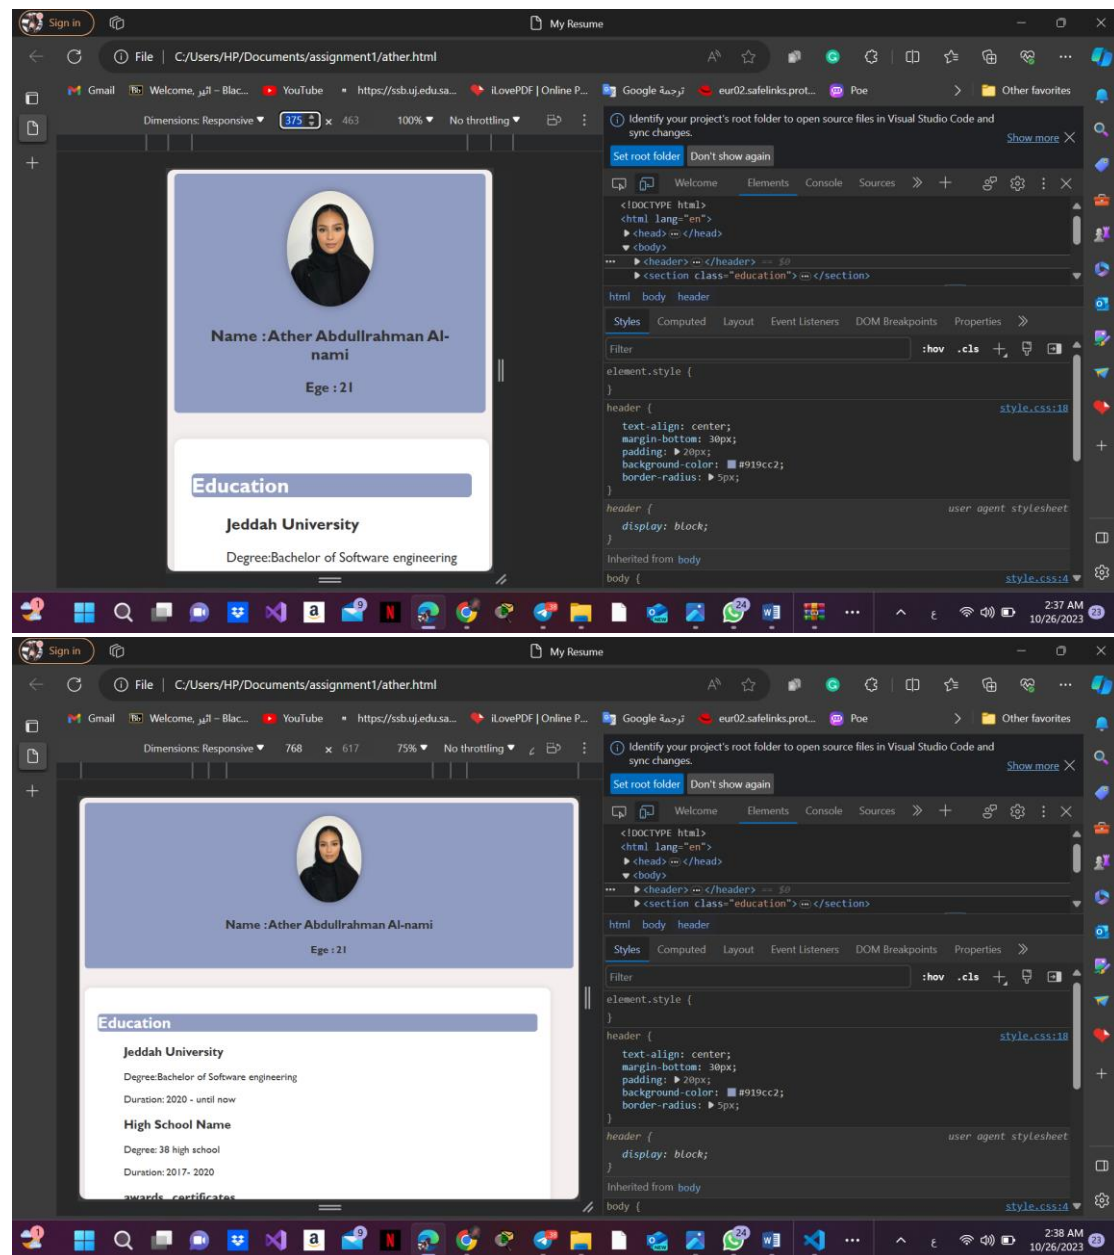 Sign in
My Resume
File | C:/Users/HP/Documents/assignment1/ather.html
Gmail Welcome, اثير – Blac... YouTube https://ssb.uj.edu.sa... iLovePDF | Online P... Google ترجمة eur02.safelinks.prot... Poe Other favorites
Dimensions: Responsive ▼ 375 x 463 100% ▼ No throttling ▼
Name :Ather Abdullrahman Al-
nami
Ege : 21
Education
Jeddah University
Degree:Bachelor of Software engineering
Identify your project's root folder to open source files in Visual Studio Code and
sync changes.
Show more
Set root folder Don't show again
Welcome Elements Console Sources
<!DOCTYPE html>
<html lang="en">
▶ <head> ... </head>
▼ <body>
... ▶ <header> ... </header> == $0
▶ <section class="education"> ... </section>
html body header
Styles Computed Layout Event Listeners DOM Breakpoints Properties
Filter :hov .cls
element.style {
}
header { style.css:18
text-align: center;
margin-bottom: 30px;
padding: ▶ 20px;
background-color: #919cc2;
border-radius: ▶ 5px;
}
header { user agent stylesheet
display: block;
}
Inherited from body
body { style.css:4
1 9 38 24 ع 2:37 AM
10/26/2023 23
Sign in
My Resume
File | C:/Users/HP/Documents/assignment1/ather.html
Gmail Welcome, اثير – Blac... YouTube https://ssb.uj.edu.sa... iLovePDF | Online P... Google ترجمة eur02.safelinks.prot... Poe Other favorites
Dimensions: Responsive ▼ 768 x 617 75% ▼ No throttling ▼
Name :Ather Abdullrahman Al-nami
Ege : 21
Education
Jeddah University
Degree:Bachelor of Software engineering
Duration: 2020 - until now
High School Name
Degree: 38 high school
Duration: 2017- 2020
awards certificates
Identify your project's root folder to open source files in Visual Studio Code and
sync changes.
Show more
Set root folder Don't show again
Welcome Elements Console Sources
<!DOCTYPE html>
<html lang="en">
▶ <head> ... </head>
▼ <body>
... ▶ <header> ... </header> == $0
▶ <section class="education"> ... </section>
html body header
Styles Computed Layout Event Listeners DOM Breakpoints Properties
Filter :hov .cls
element.style {
}
header { style.css:18
text-align: center;
margin-bottom: 30px;
padding: ▶ 20px;
background-color: #919cc2;
border-radius: ▶ 5px;
}
header { user agent stylesheet
display: block;
}
Inherited from body
body { style.css:4
1 9 38 24 ع 2:38 AM
10/26/2023 23